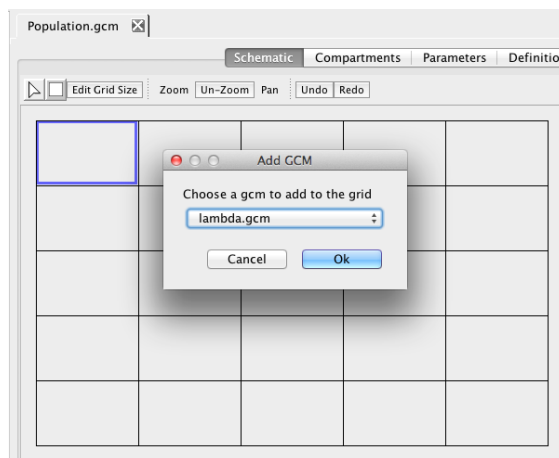 Population.gcm
Schematic Compartments Parameters Definitio
Edit Grid Size Zoom Un-Zoom Pan Undo Redo
Add GCM
Choose a gcm to add to the grid
lambda.gcm
Cancel Ok